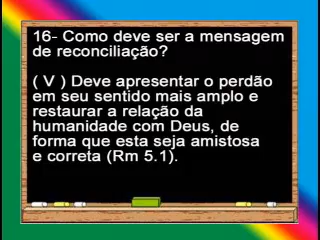 16- Como deve ser a mensagem
de reconciliação?
( V ) Deve apresentar o perdão
em seu sentido mais amplo e
restaurar a relação da
humanidade com Deus, de
forma que esta seja amistosa
e correta (Rm 5.1).